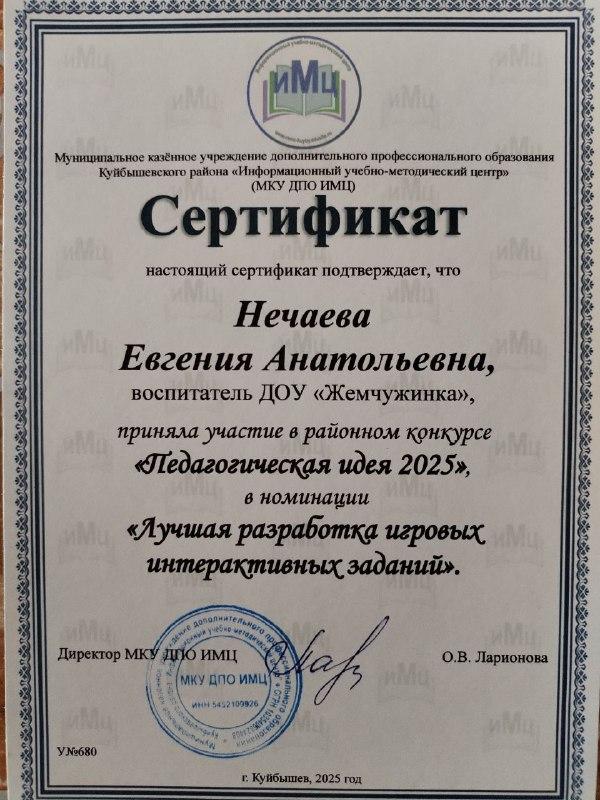 иМц
Муниципальное казённое учреждение дополнительного профессионального образования
Куйбышевского района «Информационный учебно-методический центр»
(МКУ ДПО ИМЦ)
Сертификат
настоящий сертификат подтверждает, что
Нечаева
Евгения Анатольевна,
воспитатель ДОУ «Жемчужинка»,
приняла участие в районном конкурсе
«Педагогическая идея 2025»,
в номинации
«Лучшая разработка игровых
интерактивных заданий».
Директор МКУ ДПО ИМЦ
О.В. Ларионова
МКУ ДПО ИМЦ
ИНН 5452109926
У№680
г. Куйбышев, 2025 год